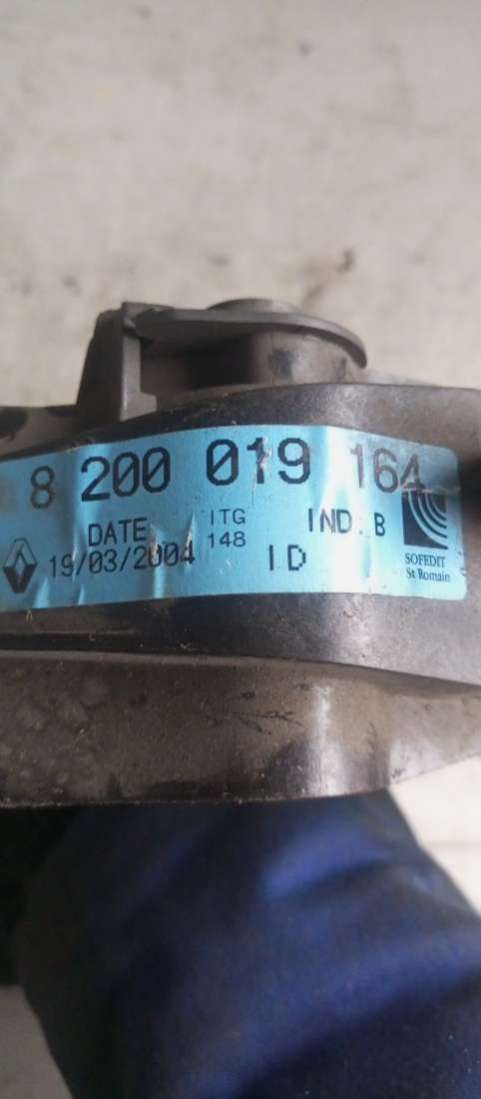 8 200 019 164
DATE ITG 148 IND. B
19/03/2004 ID
SOFEDIT
St Romain